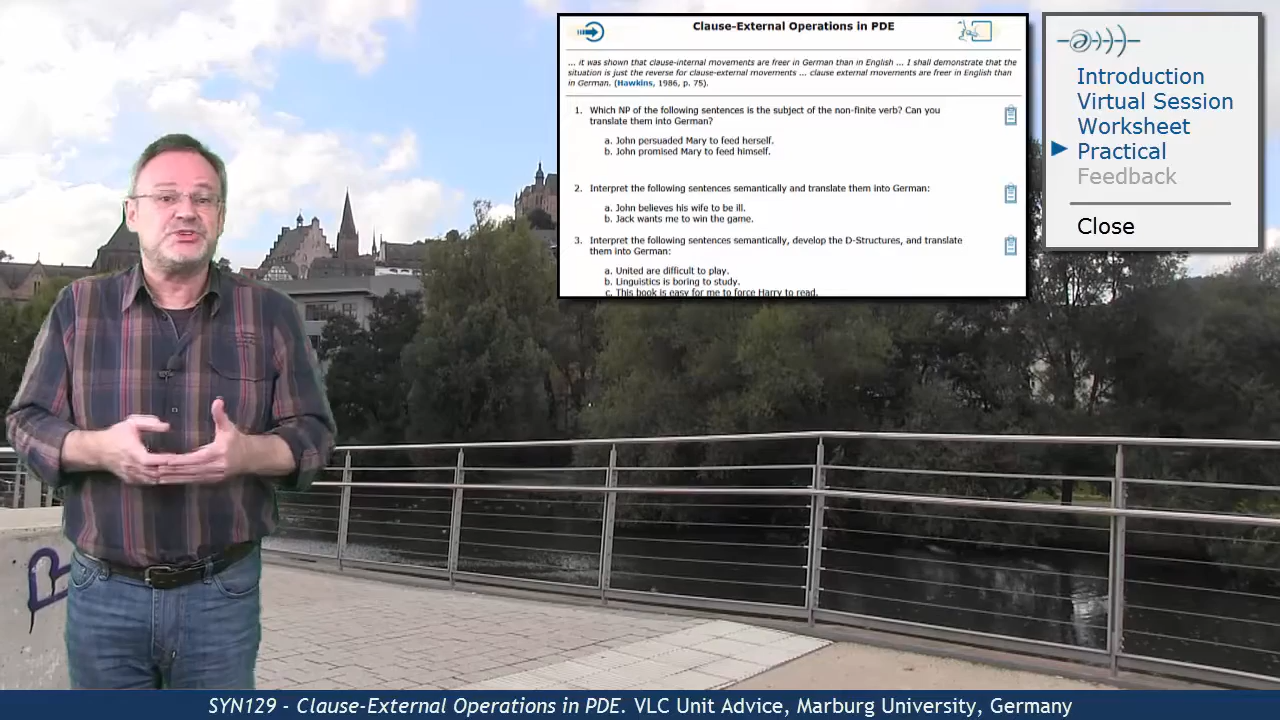 Clause-External Operations in PDE
... it was shown that clause-internal movements are freer in German than in English ... I shall demonstrate that the
situation is just the reverse for clause-external movements ... clause external movements are freer in English than
in German. (Hawkins, 1986, p. 75).
1. Which NP of the following sentences is the subject of the non-finite verb? Can you
translate them into German?
a. John persuaded Mary to feed herself.
b. John promised Mary to feed himself.
2. Interpret the following sentences semantically and translate them into German:
a. John believes his wife to be ill.
b. Jack wants me to win the game.
3. Interpret the following sentences semantically, develop the D-Structures, and translate
them into German:
a. United are difficult to play.
b. Linguistics is boring to study.
c. This book is easy for me to force Harry to read.
Introduction
Virtual Session
Worksheet
Practical
Feedback
Close
SYN129 - Clause-External Operations in PDE. VLC Unit Advice, Marburg University, Germany